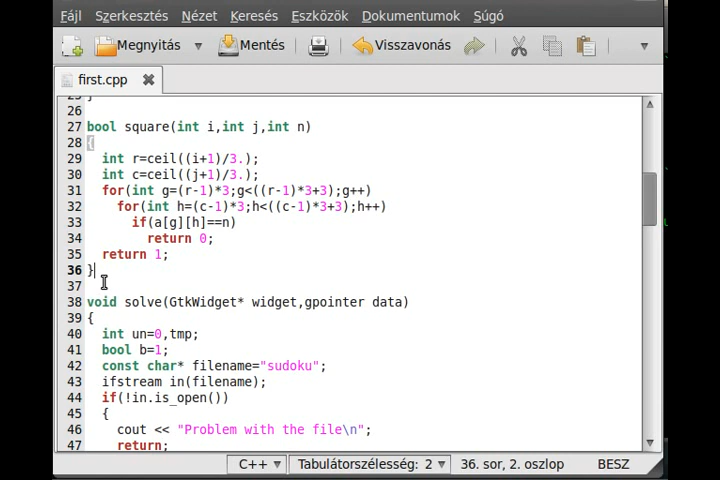 Fájl Szerkesztés Nézet Keresés Eszközök Dokumentumok Súgó
Megnyitás Mentés Visszavonás
first.cpp
26
27 bool square(int i,int j,int n)
28 {
29 int r=ceil((i+1)/3.);
30 int c=ceil((j+1)/3.);
31 for(int g=(r-1)*3;g<((r-1)*3+3);g++)
32 for(int h=(c-1)*3;h<((c-1)*3+3);h++)
33 if(a[g][h]==n)
34 return 0;
35 return 1;
36 }
37
38 void solve(GtkWidget* widget,gpointer data)
39 {
40 int un=0,tmp;
41 bool b=1;
42 const char* filename="sudoku";
43 ifstream in(filename);
44 if(!in.is_open())
45 {
46 cout << "Problem with the file\n";
47 return;
C++ Tabulátorszélesség: 2 36. sor, 2. oszlop BESZ